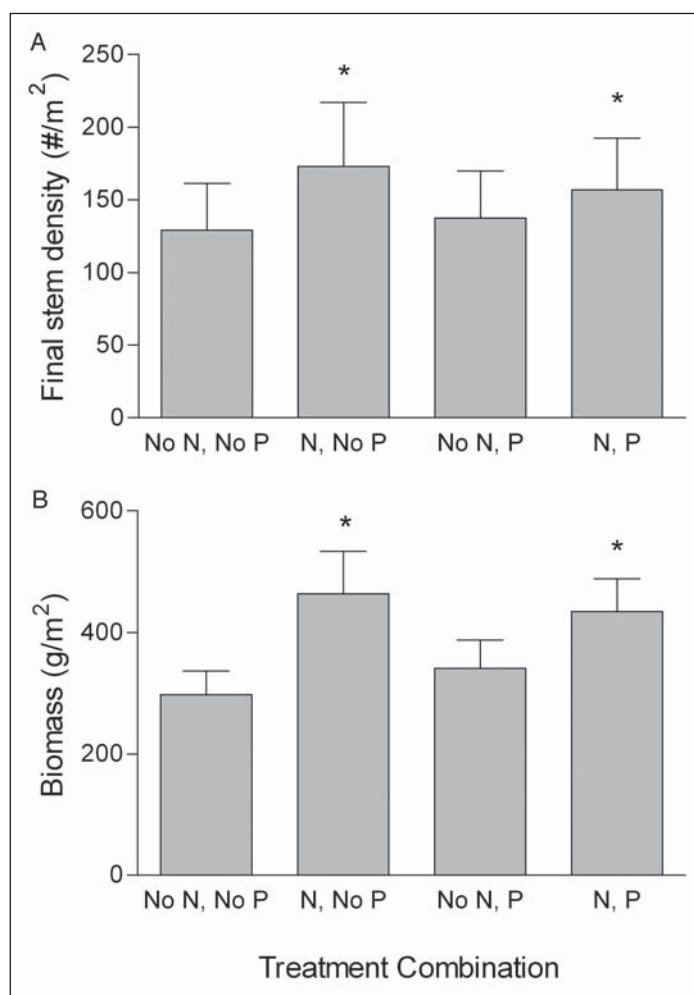 A
Final stem density (#/m²)
250
200
150
100
50
0
*
*
No N, No P
N, No P
No N, P
N, P
B
Biomass (g/m²)
600
400
200
0
*
*
No N, No P
N, No P
No N, P
N, P
Treatment Combination